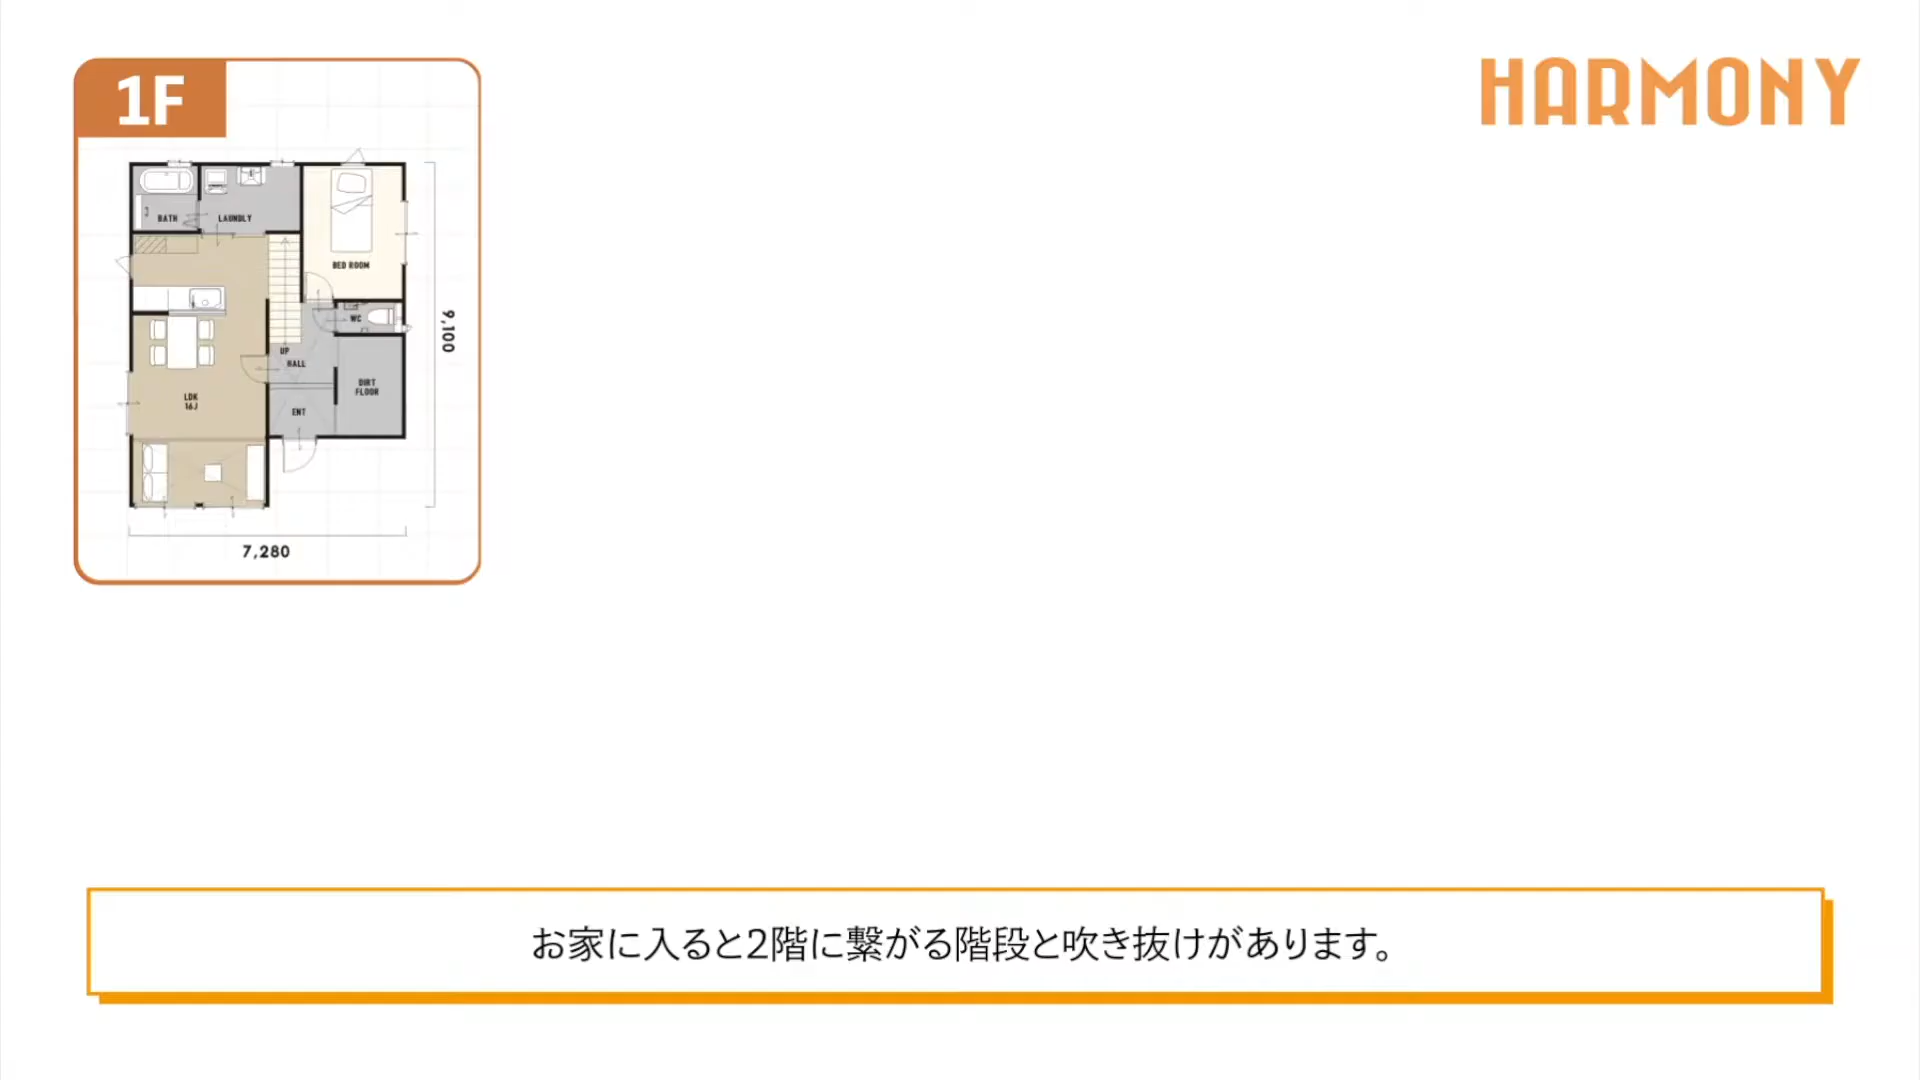 1F
HARMONY
BATH
LAUNDLY
BED ROOM
WC
UP
HALL
DIRT
FLOOR
LDK
16J
ENT
9,100
7,280
お家に入ると2階に繋がる階段と吹き抜けがあります。